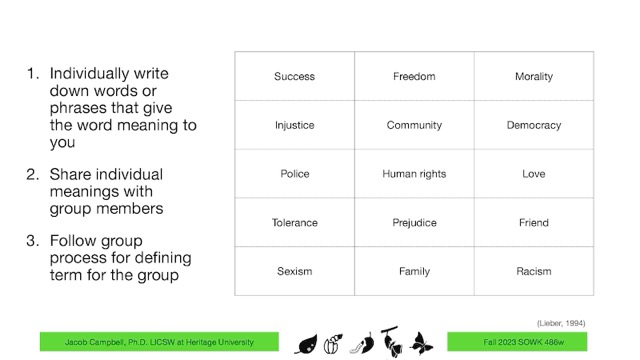 1. Individually write
down words or
phrases that give
the word meaning to
you
2. Share individual
meanings with
group members
3. Follow group
process for defining
term for the group
Success Freedom Morality
Injustice Community Democracy
Police Human rights Love
Tolerance Prejudice Friend
Sexism Family Racism
(Lieber, 1994)
Jacob Campbell, Ph.D. LICSW at Heritage University
Fall 2023 SOWK 486w